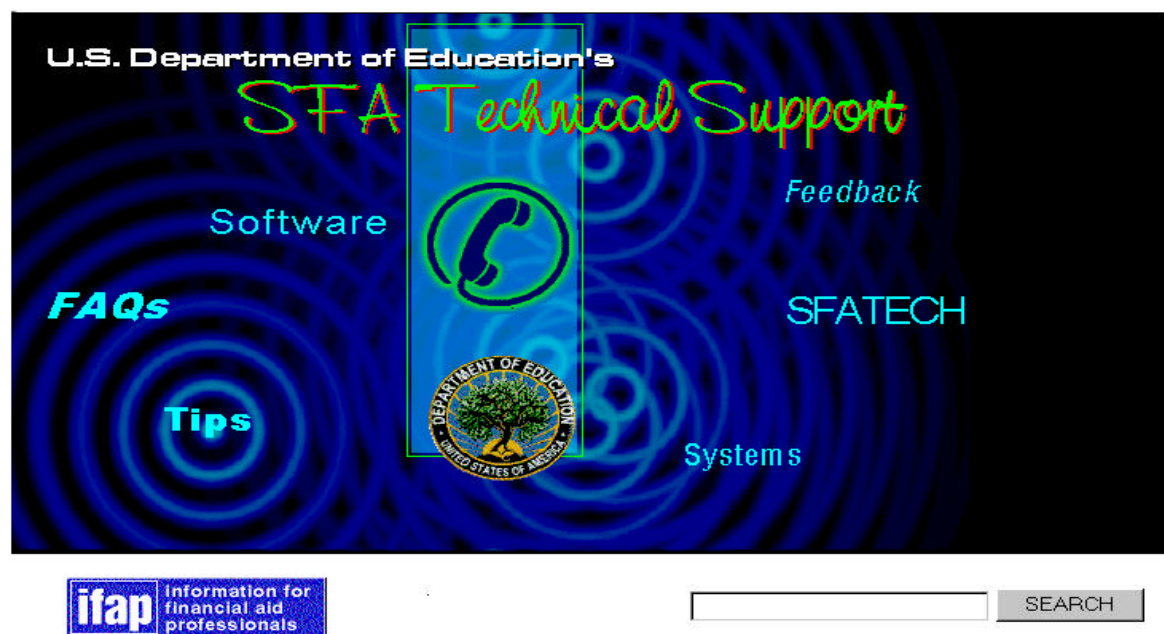 U.S. Department of Education's
SFA Technical Support
Feedback
Software
FAQs
SFATECH
DEPARTMENT OF EDUCATION
UNITED STATES OF AMERICA
Tips
Systems
ifap
Information for
financial aid
professionals
SEARCH